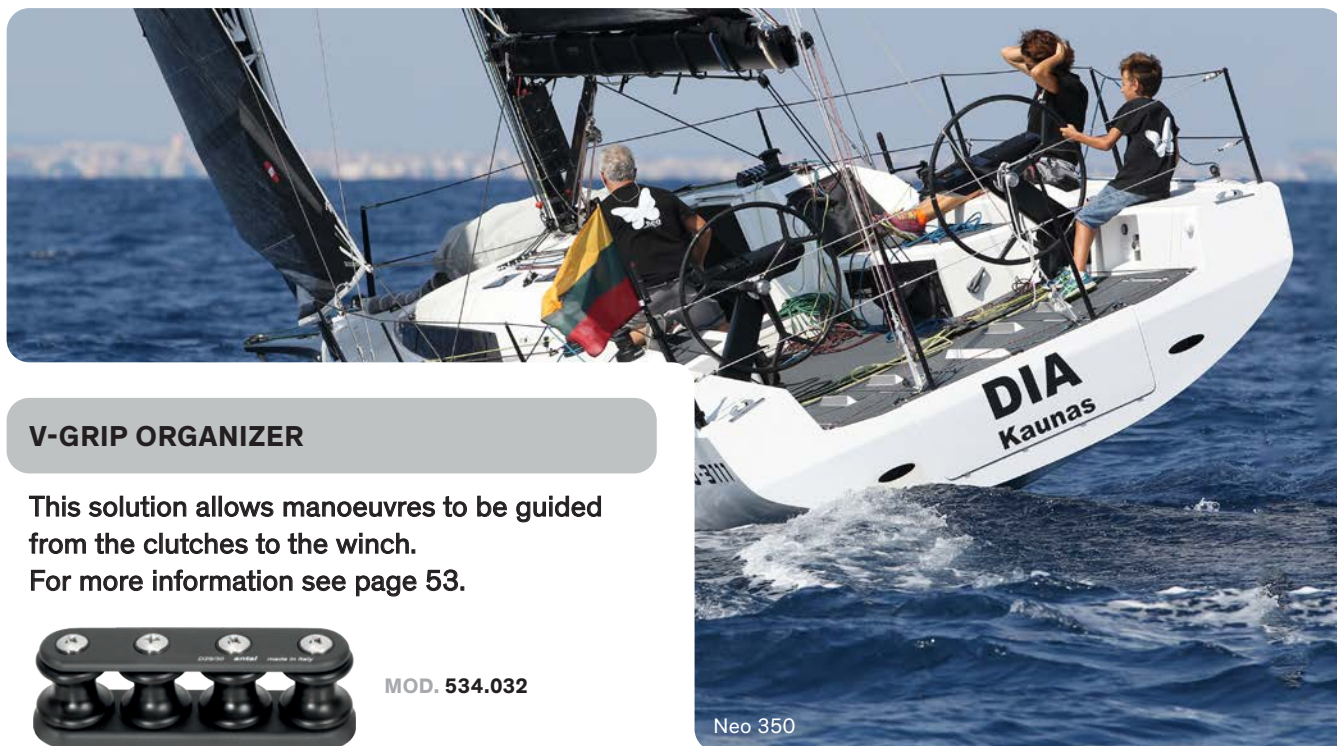 DIA
Kaunas
-3111
V-GRIP ORGANIZER
This solution allows manoeuvres to be guided
from the clutches to the winch.
For more information see page 53.
antal made in Italy
MOD. 534.032
Neo 350